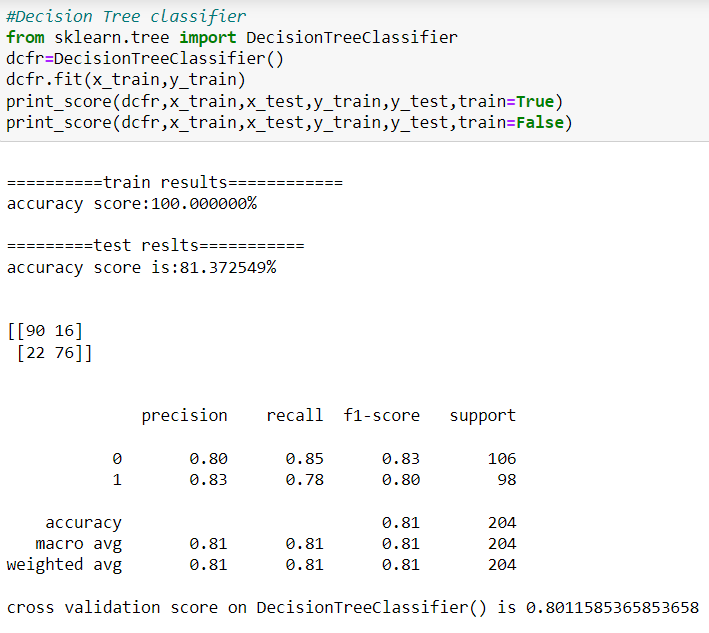 #Decision Tree classifier
from sklearn.tree import DecisionTreeClassifier
dcfr=DecisionTreeClassifier()
dcfr.fit(x_train,y_train)
print_score(dcfr,x_train,x_test,y_train,y_test,train=True)
print_score(dcfr,x_train,x_test,y_train,y_test,train=False)
==========train results============
accuracy score:100.000000%
=========test reslts===========
accuracy score is:81.372549%
[[90 16]
 [22 76]]
              precision    recall  f1-score   support
           0       0.80      0.85      0.83       106
           1       0.83      0.78      0.80        98
    accuracy                           0.81       204
   macro avg       0.81      0.81      0.81       204
weighted avg       0.81      0.81      0.81       204
cross validation score on DecisionTreeClassifier() is 0.8011585365853658